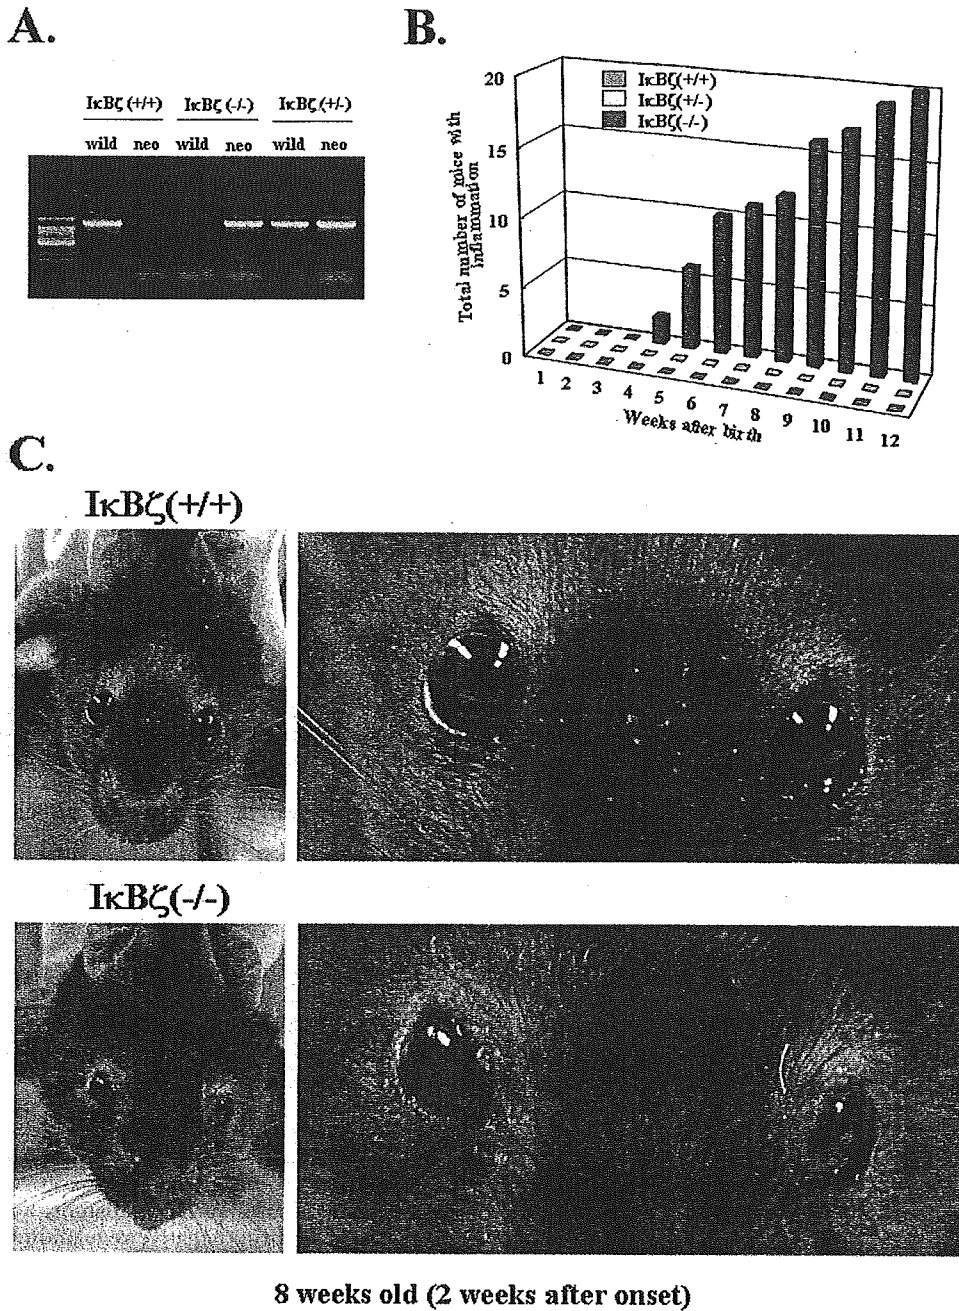 A.
IκBζ (+/+) IκBζ (-/-) IκBζ (+/-)
wild neo wild neo wild neo
B.
Total number of mice with
inflammation
20
15
10
5
0
IκBζ(+/+)
IκBζ(+/-)
IκBζ(-/-)
1 2 3 4 5 6 7 8 9 10 11 12
Weeks after birth
C.
IκBζ(+/+)
IκBζ(-/-)
8 weeks old (2 weeks after onset)